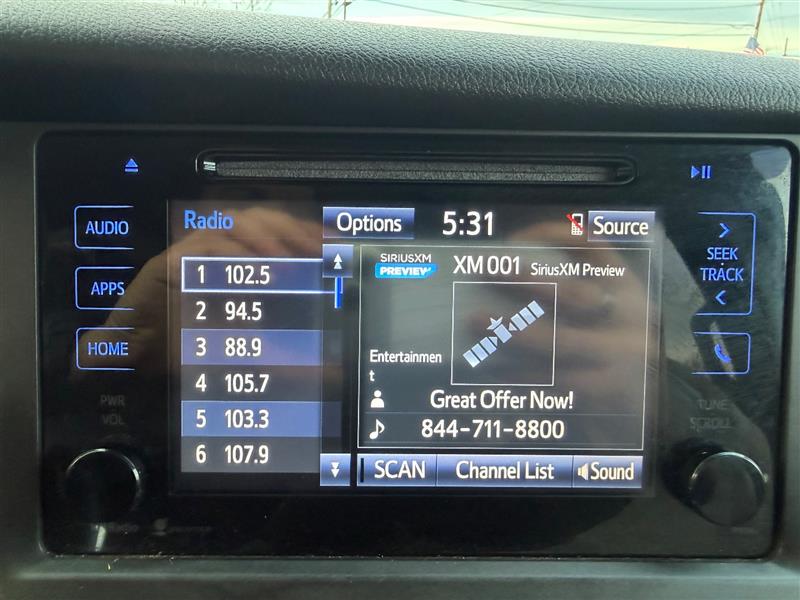 AUDIO
APPS
HOME
PWR
VOL
Radio
Options
5:31
Source
1 102.5
2 94.5
3 88.9
4 105.7
5 103.3
6 107.9
SIRIUSXM
PREVIEW
XM 001 SiriusXM Preview
Entertainmen
t
Great Offer Now!
844-711-8800
SCAN
Channel List
Sound
SEEK
TRACK
TUNE
SCROLL